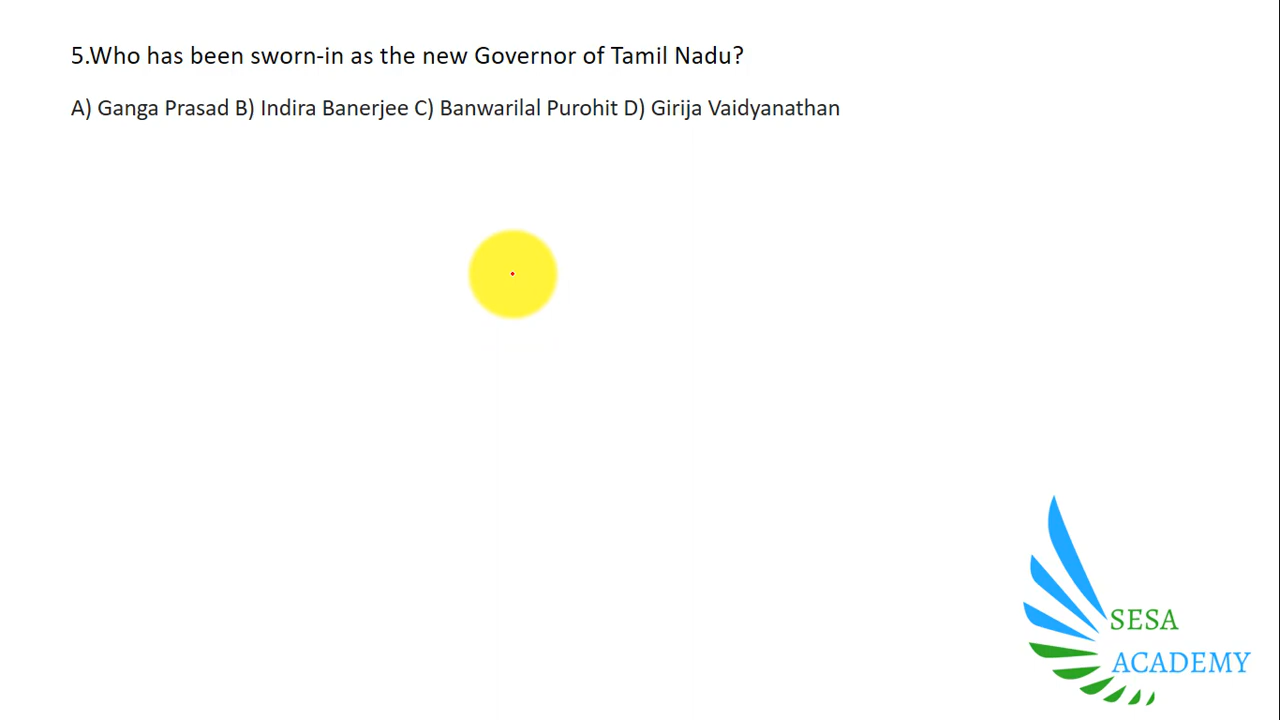 5.Who has been sworn-in as the new Governor of Tamil Nadu?
A) Ganga Prasad B) Indira Banerjee C) Banwarilal Purohit D) Girija Vaidyanathan
SESA
ACADEMY